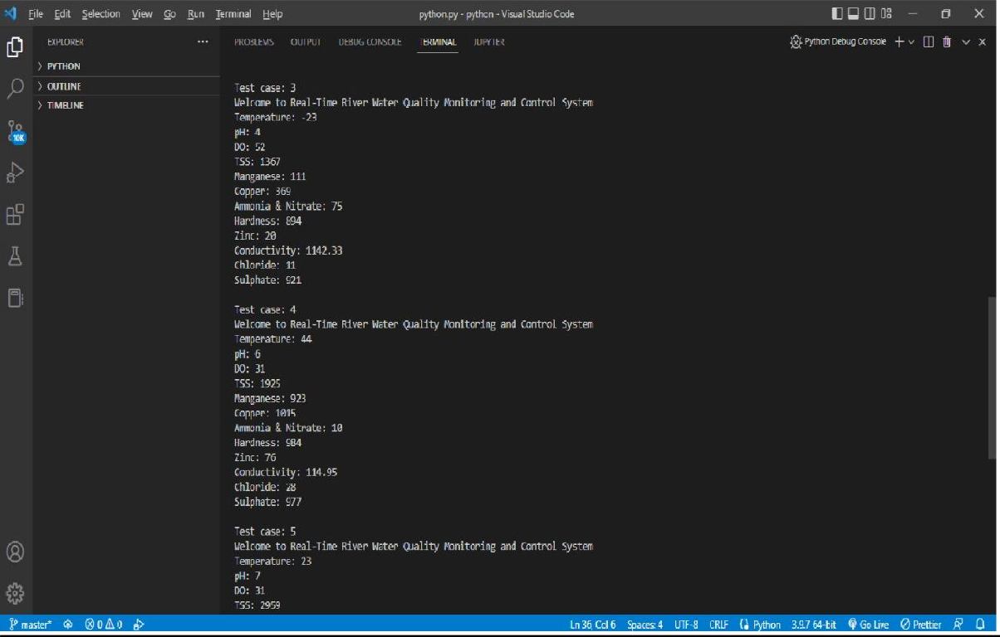 File Edit Selection View Go Run Terminal Help python.py - python - Visual Studio Code
EXPLORER ...
PROBLEMS OUTPUT DEBUG CONSOLE TERMINAL JUPYTER Python Debug Console
> PYTHON
> OUTLINE
> TIMELINE
10K
Test case: 3
Welcome to Real-Time River Water Quality Monitoring and Control System
Temperature: -23
pH: 4
DO: 52
TSS: 1367
Manganese: 111
Copper: 369
Ammonia & Nitrate: 75
Hardness: 894
Zinc: 20
Conductivity: 1142.33
Chloride: 11
Sulphate: 921
Test case: 4
Welcome to Real-Time River Water Quality Monitoring and Control System
Temperature: 44
pH: 6
DO: 31
TSS: 1925
Manganese: 923
Copper: 1015
Ammonia & Nitrate: 10
Hardness: 984
Zinc: 76
Conductivity: 114.95
Chloride: 28
Sulphate: 977
Test case: 5
Welcome to Real-Time River Water Quality Monitoring and Control System
Temperature: 23
pH: 7
DO: 31
TSS: 2959
master* 0 0 Ln 36, Col 6 Spaces: 4 UTF-8 CRLF Python 3.9.7 64-bit Go Live Prettier